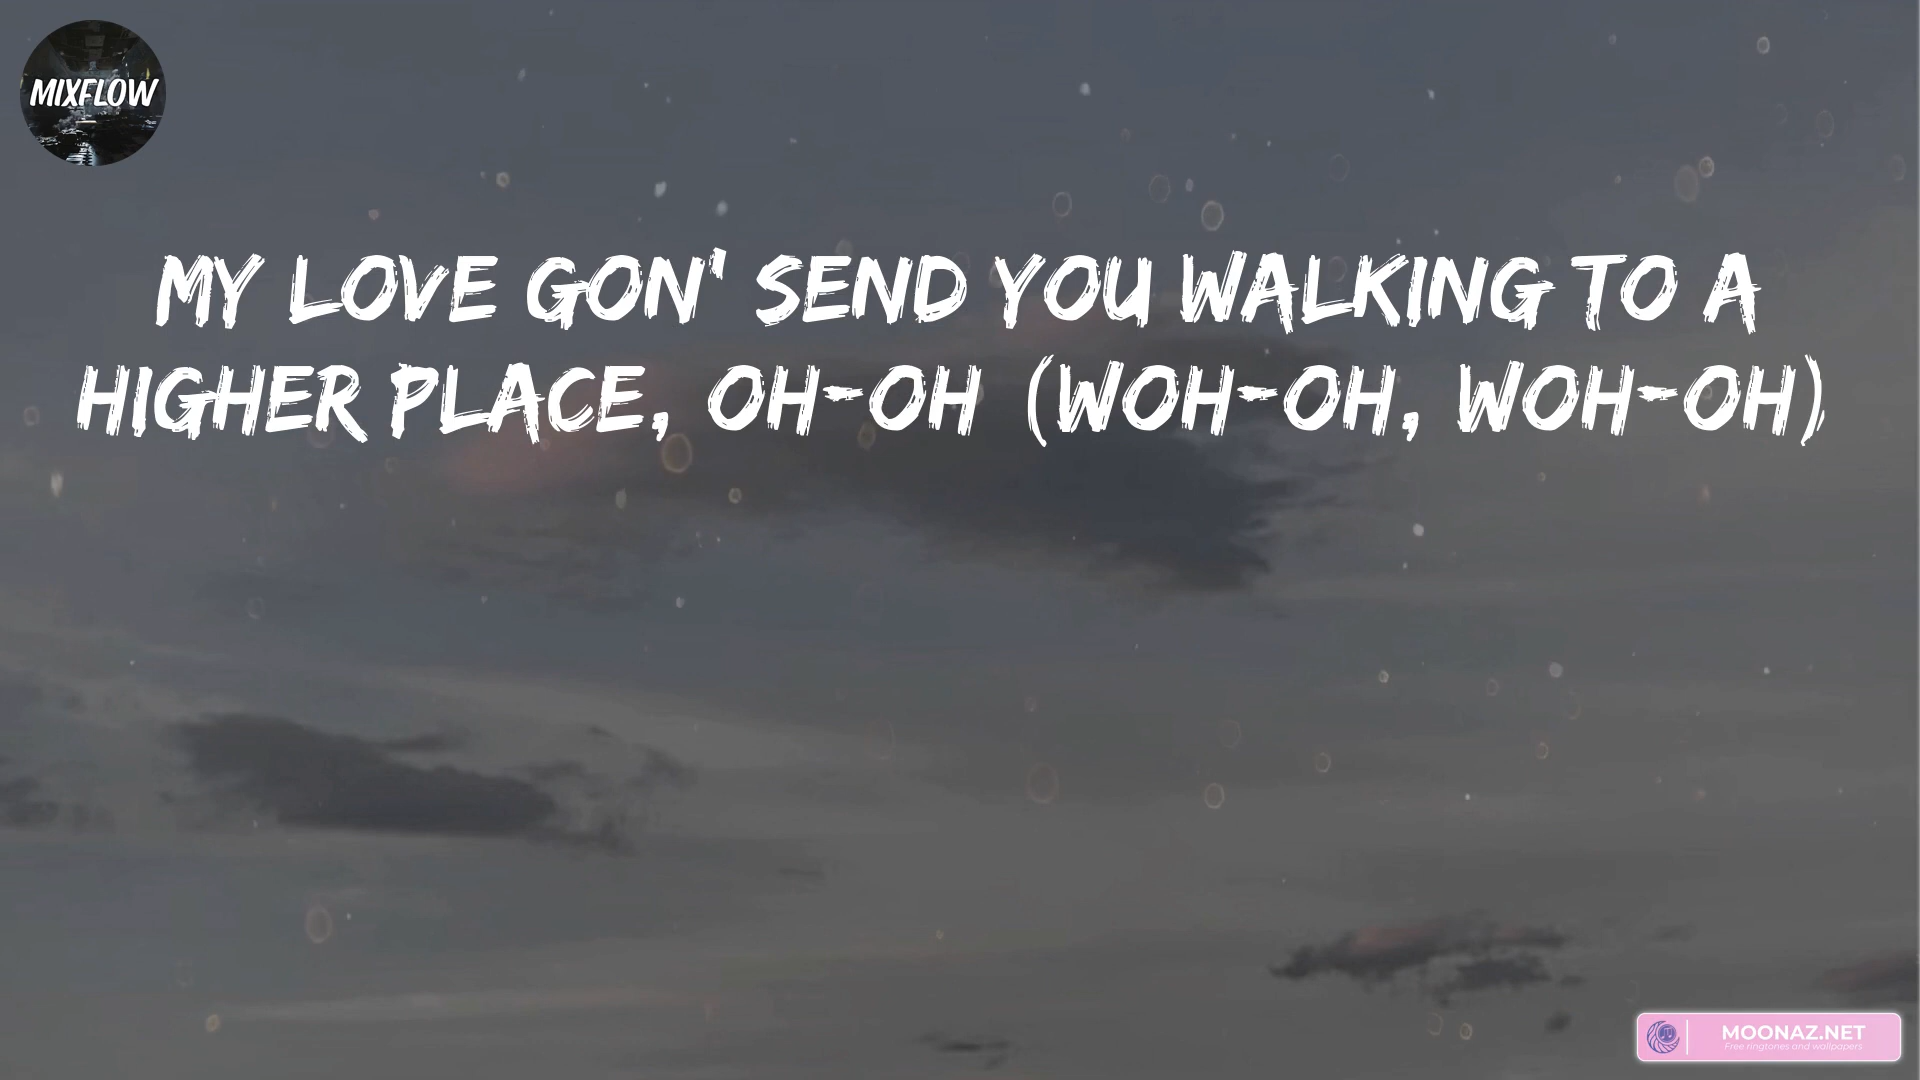 MIXFLOW
MY LOVE GON' SEND YOU WALKING TO A
HIGHER PLACE, OH-OH (WOH-OH, WOH-OH)
MOONAZ.NET
Free ringtones and wallpapers